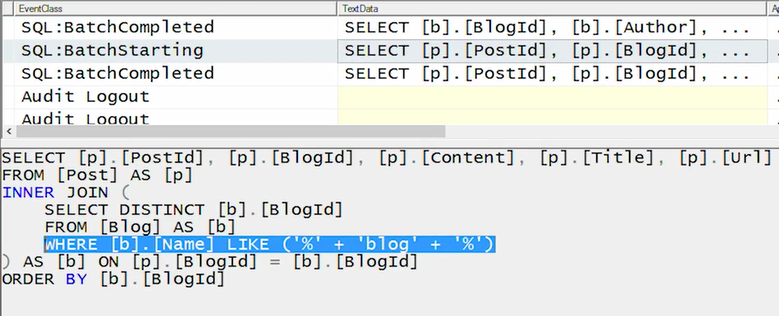 EventClass TextData
SQL:BatchCompleted SELECT [b].[BlogId], [b].[Author], ...
SQL:BatchStarting SELECT [p].[PostId], [p].[BlogId], ...
SQL:BatchCompleted SELECT [p].[PostId], [p].[BlogId], ...
Audit Logout
Audit Logout
SELECT [p].[PostId], [p].[BlogId], [p].[Content], [p].[Title], [p].[Url]
FROM [Post] AS [p]
INNER JOIN (
SELECT DISTINCT [b].[BlogId]
FROM [Blog] AS [b]
WHERE [b].[Name] LIKE ('%' + 'blog' + '%')
) AS [b] ON [p].[BlogId] = [b].[BlogId]
ORDER BY [b].[BlogId]